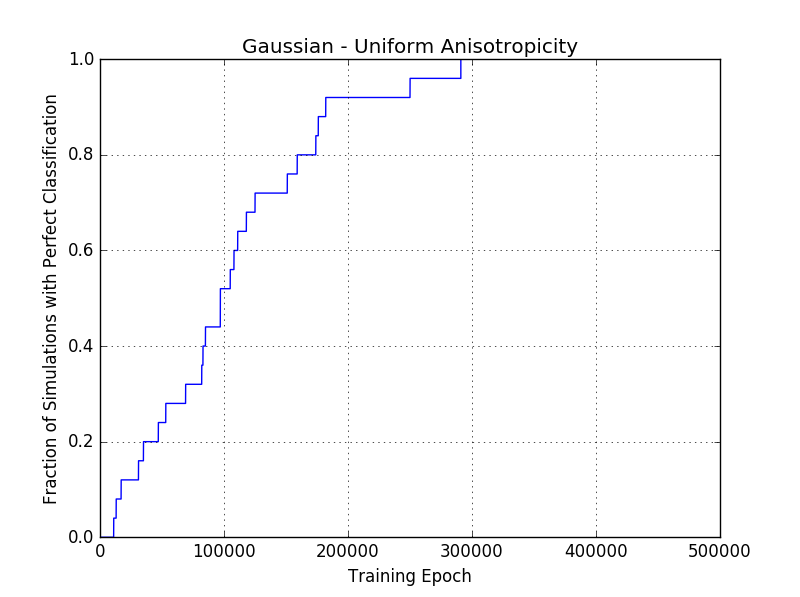 Gaussian - Uniform Anisotropicity
Fraction of Simulations with Perfect Classification
1.0
0.8
0.6
0.4
0.2
0.0
0 100000 200000 300000 400000 500000
Training Epoch